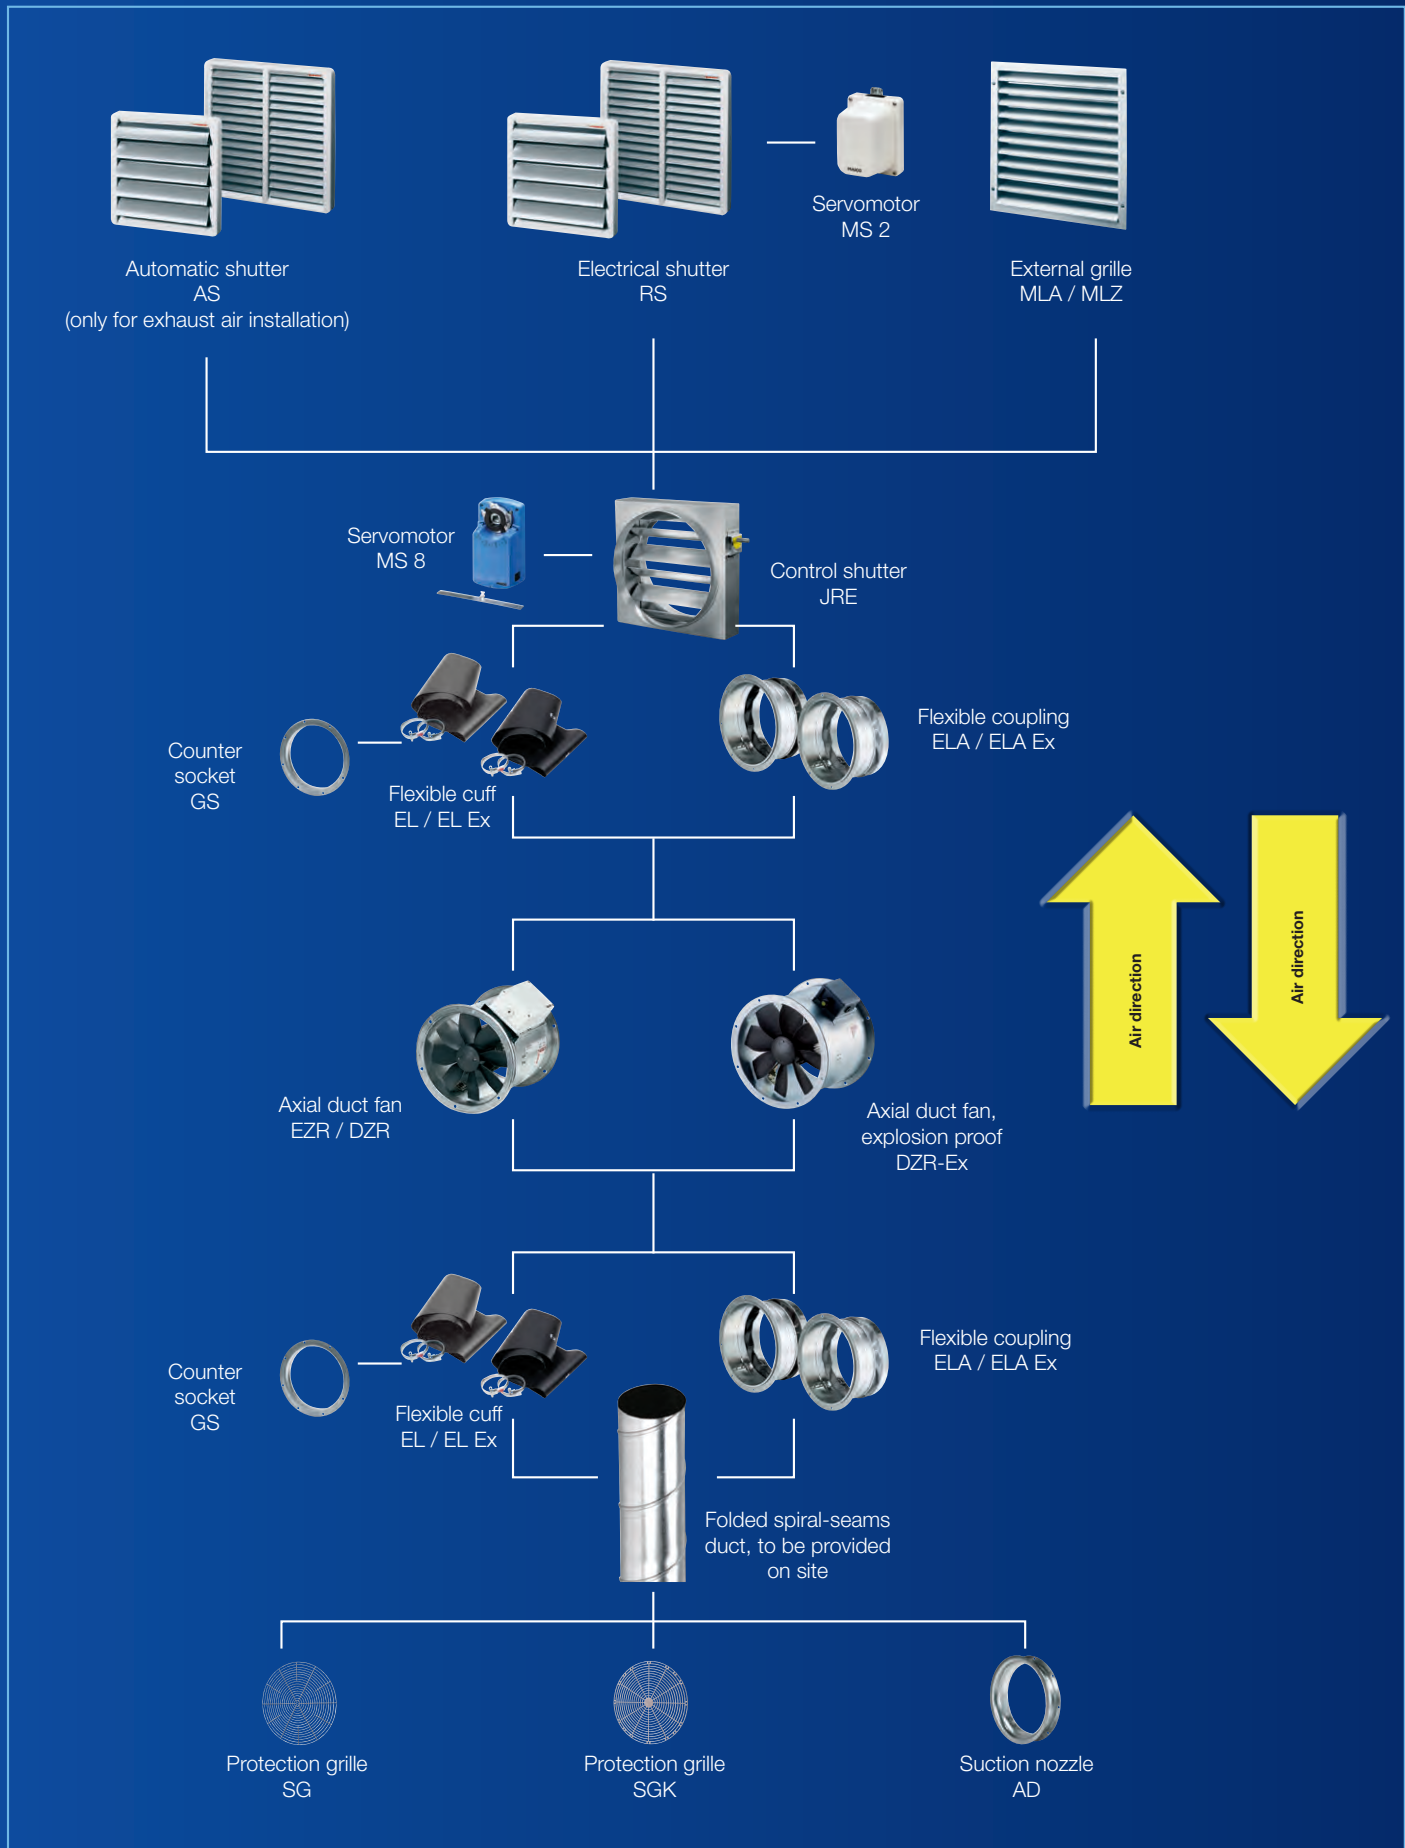 Servomotor
MS 2
Automatic shutter
AS
(only for exhaust air installation)
Electrical shutter
RS
External grille
MLA / MLZ
Servomotor
MS 8
Control shutter
JRE
Flexible coupling
ELA / ELA Ex
Counter
socket
GS
Flexible cuff
EL / EL Ex
Air direction
Air direction
Axial duct fan
EZR / DZR
Axial duct fan,
explosion proof
DZR-Ex
Flexible coupling
ELA / ELA Ex
Counter
socket
GS
Flexible cuff
EL / EL Ex
Folded spiral-seams
duct, to be provided
on site
Protection grille
SG
Protection grille
SGK
Suction nozzle
AD